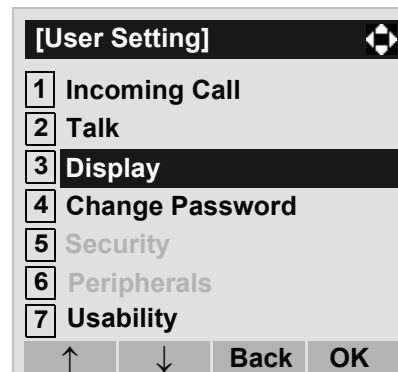 [User Setting]
1 Incoming Call
2 Talk
3 Display
4 Change Password
5 Security
6 Peripherals
7 Usability
↑ ↓ Back OK